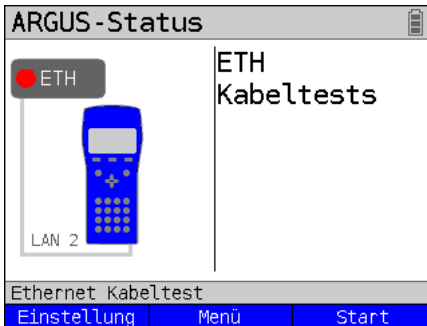 ARGUS-Status
ETH
ETH
Kabeltests
LAN 2
Ethernet Kabeltest
Einstellung Menü Start